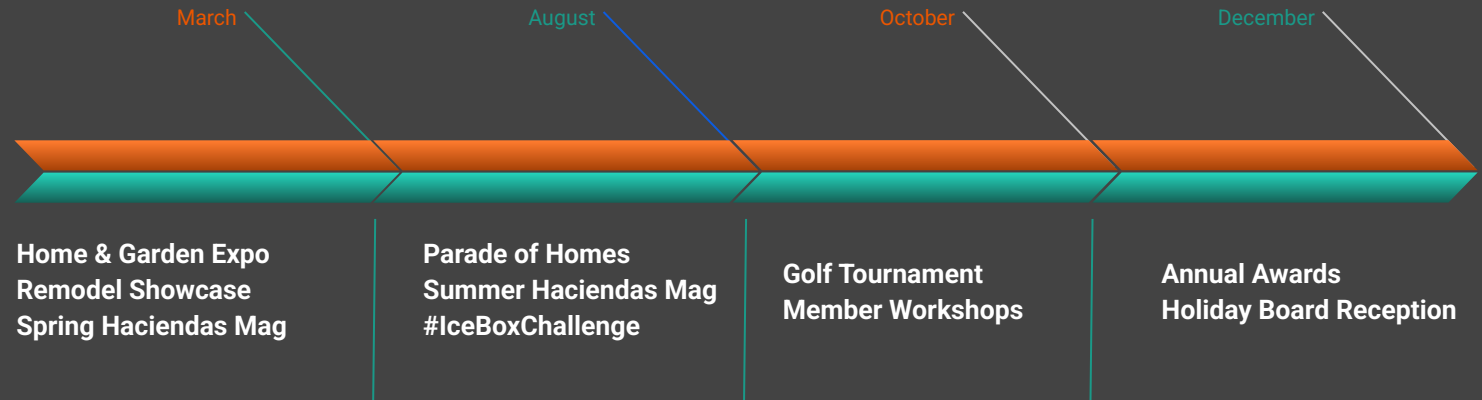 March
August
October
December
Home & Garden Expo
Remodel Showcase
Spring Haciendas Mag
Parade of Homes
Summer Haciendas Mag
#IceBoxChallenge
Golf Tournament
Member Workshops
Annual Awards
Holiday Board Reception